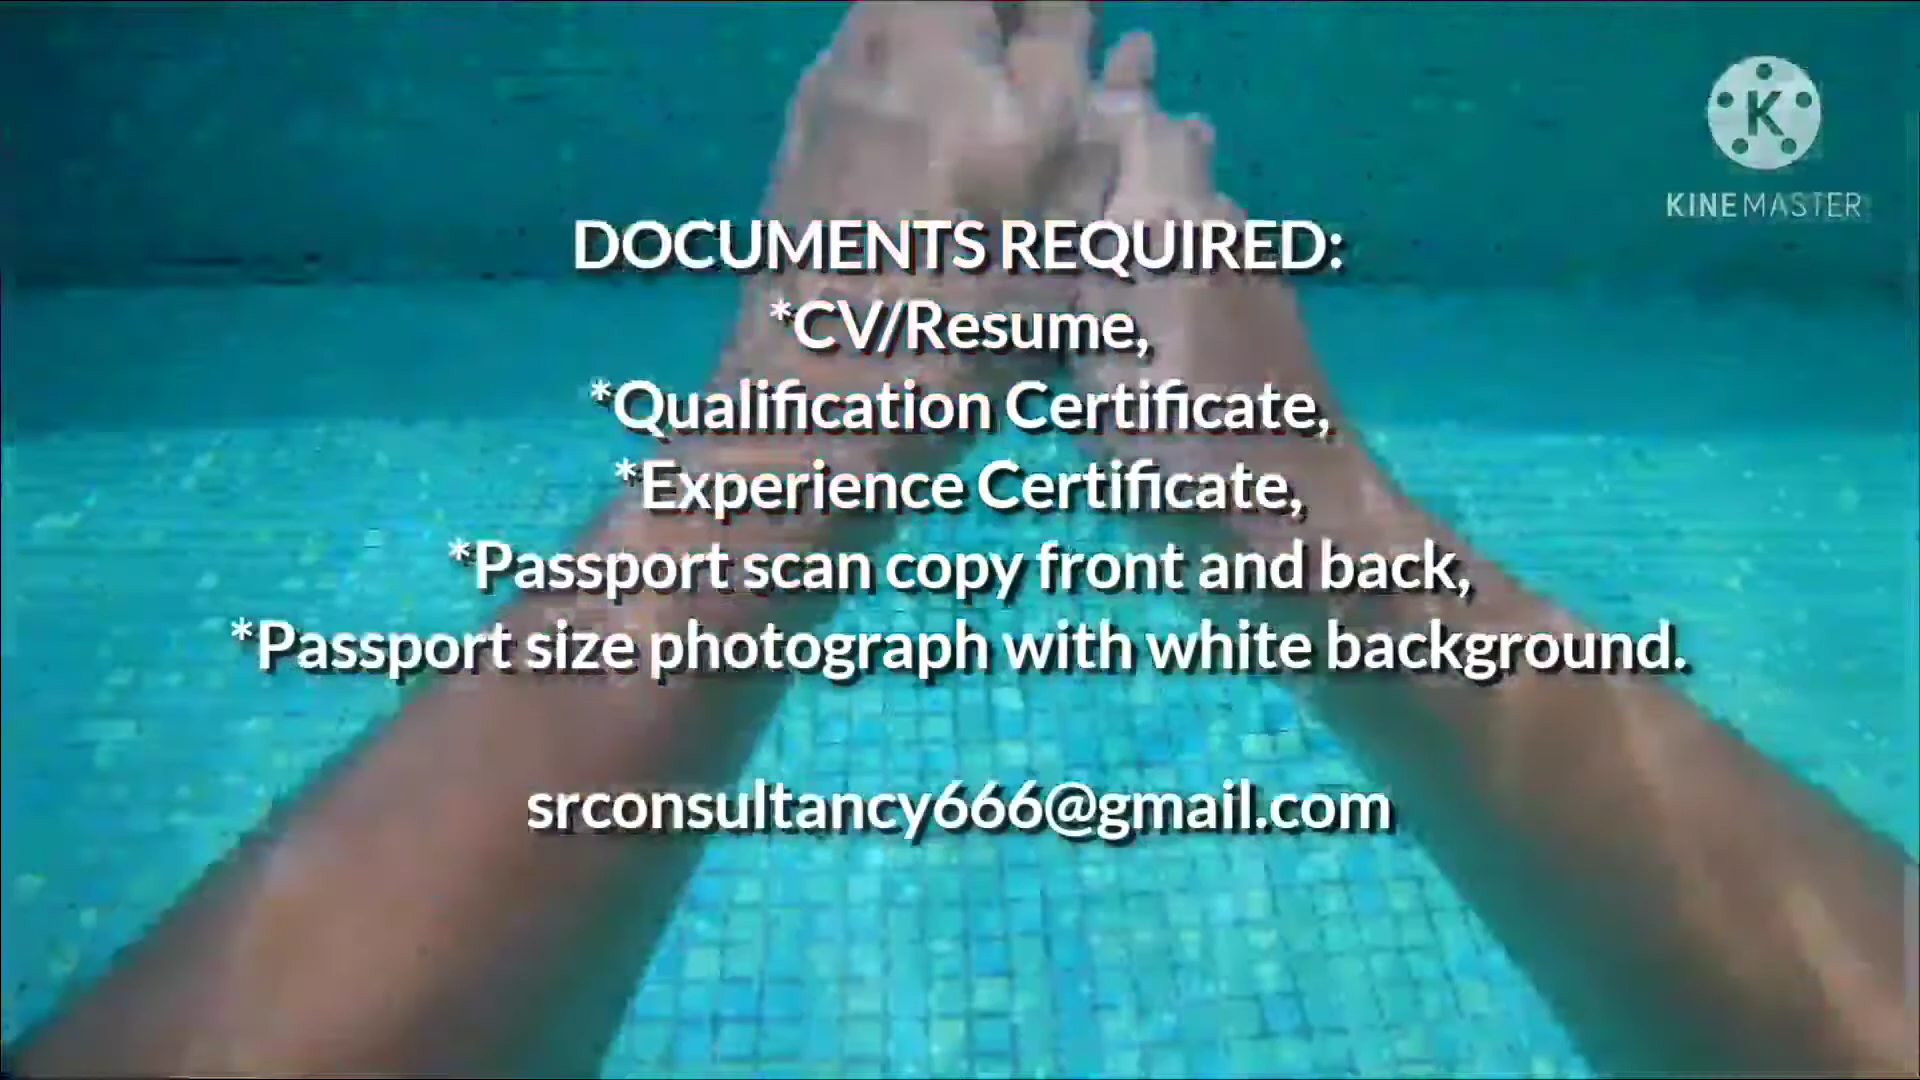 K
KINEMASTER
DOCUMENTS REQUIRED:
*CV/Resume,
*Qualification Certificate,
*Experience Certificate,
*Passport scan copy front and back,
*Passport size photograph with white background.
srconsultancy666@gmail.com